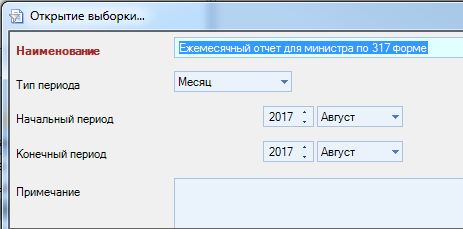 Открытие выборки...
Наименование Ежемесячный отчет для министра по 317 форме
Тип периода Месяц
Начальный период 2017 Август
Конечный период 2017 Август
Примечание